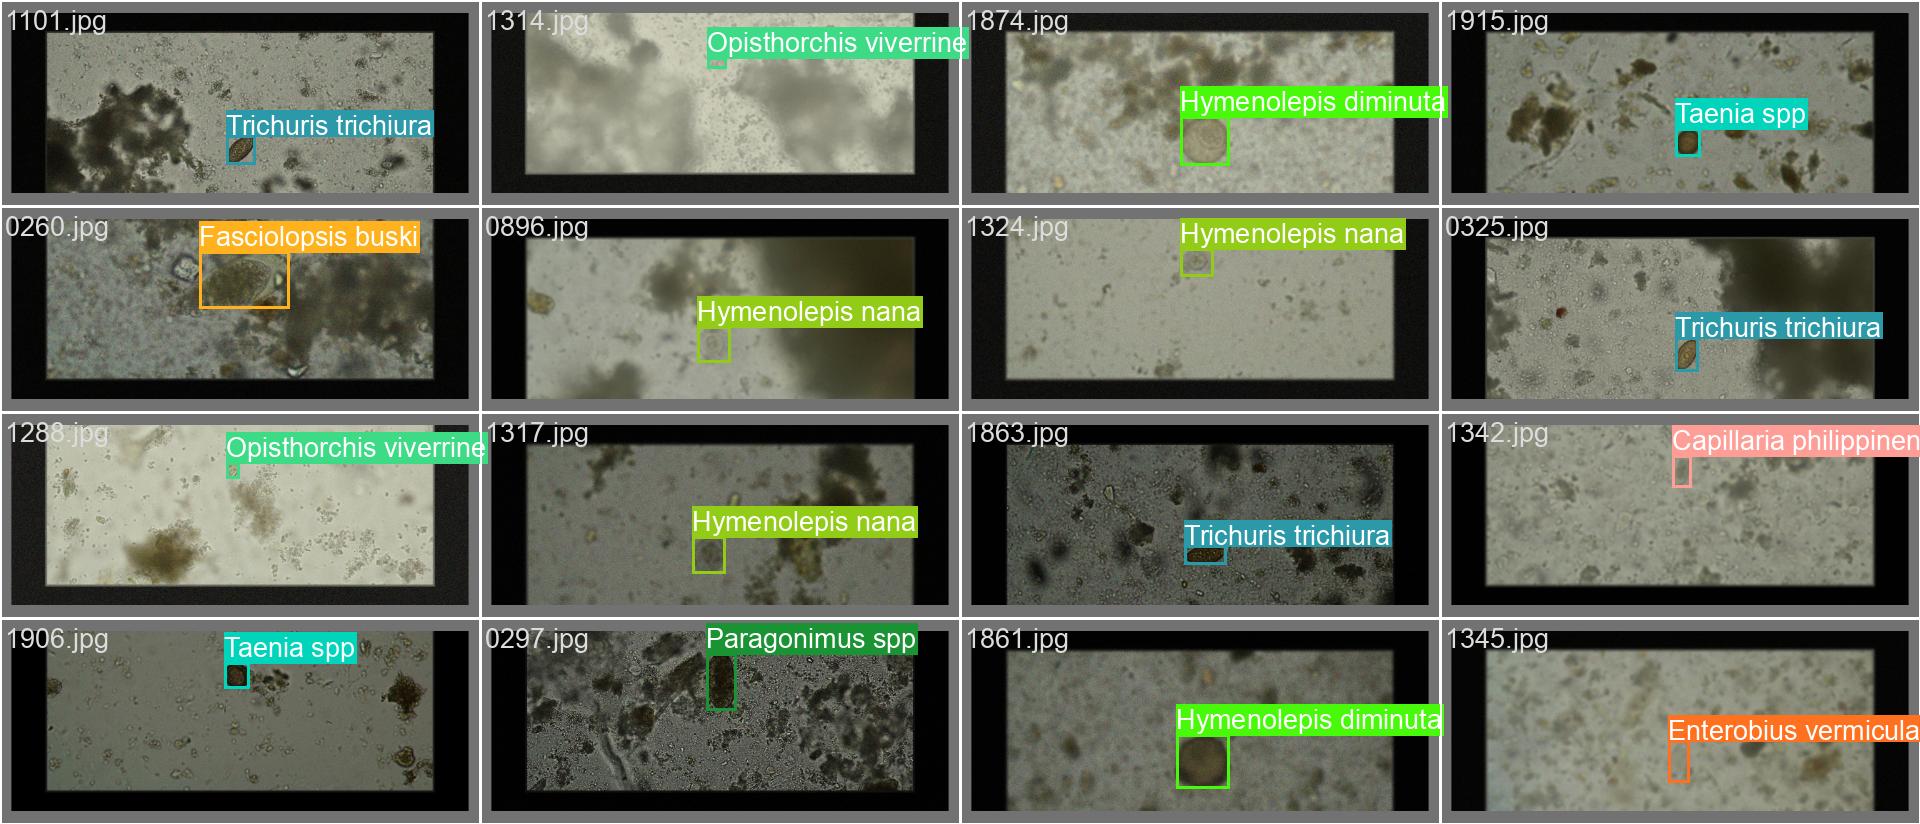 1101.jpg
Trichuris trichiura
1314.jpg
Opisthorchis viverrine
1874.jpg
Hymenolepis diminuta
1915.jpg
Taenia spp
0260.jpg
Fasciolopsis buski
0896.jpg
Hymenolepis nana
1324.jpg
Hymenolepis nana
0325.jpg
Trichuris trichiura
1288.jpg
Opisthorchis viverrine
1317.jpg
Hymenolepis nana
1863.jpg
Trichuris trichiura
1342.jpg
Capillaria philippinen
1906.jpg
Taenia spp
0297.jpg
Paragonimus spp
1861.jpg
Hymenolepis diminuta
1345.jpg
Enterobius vermicula